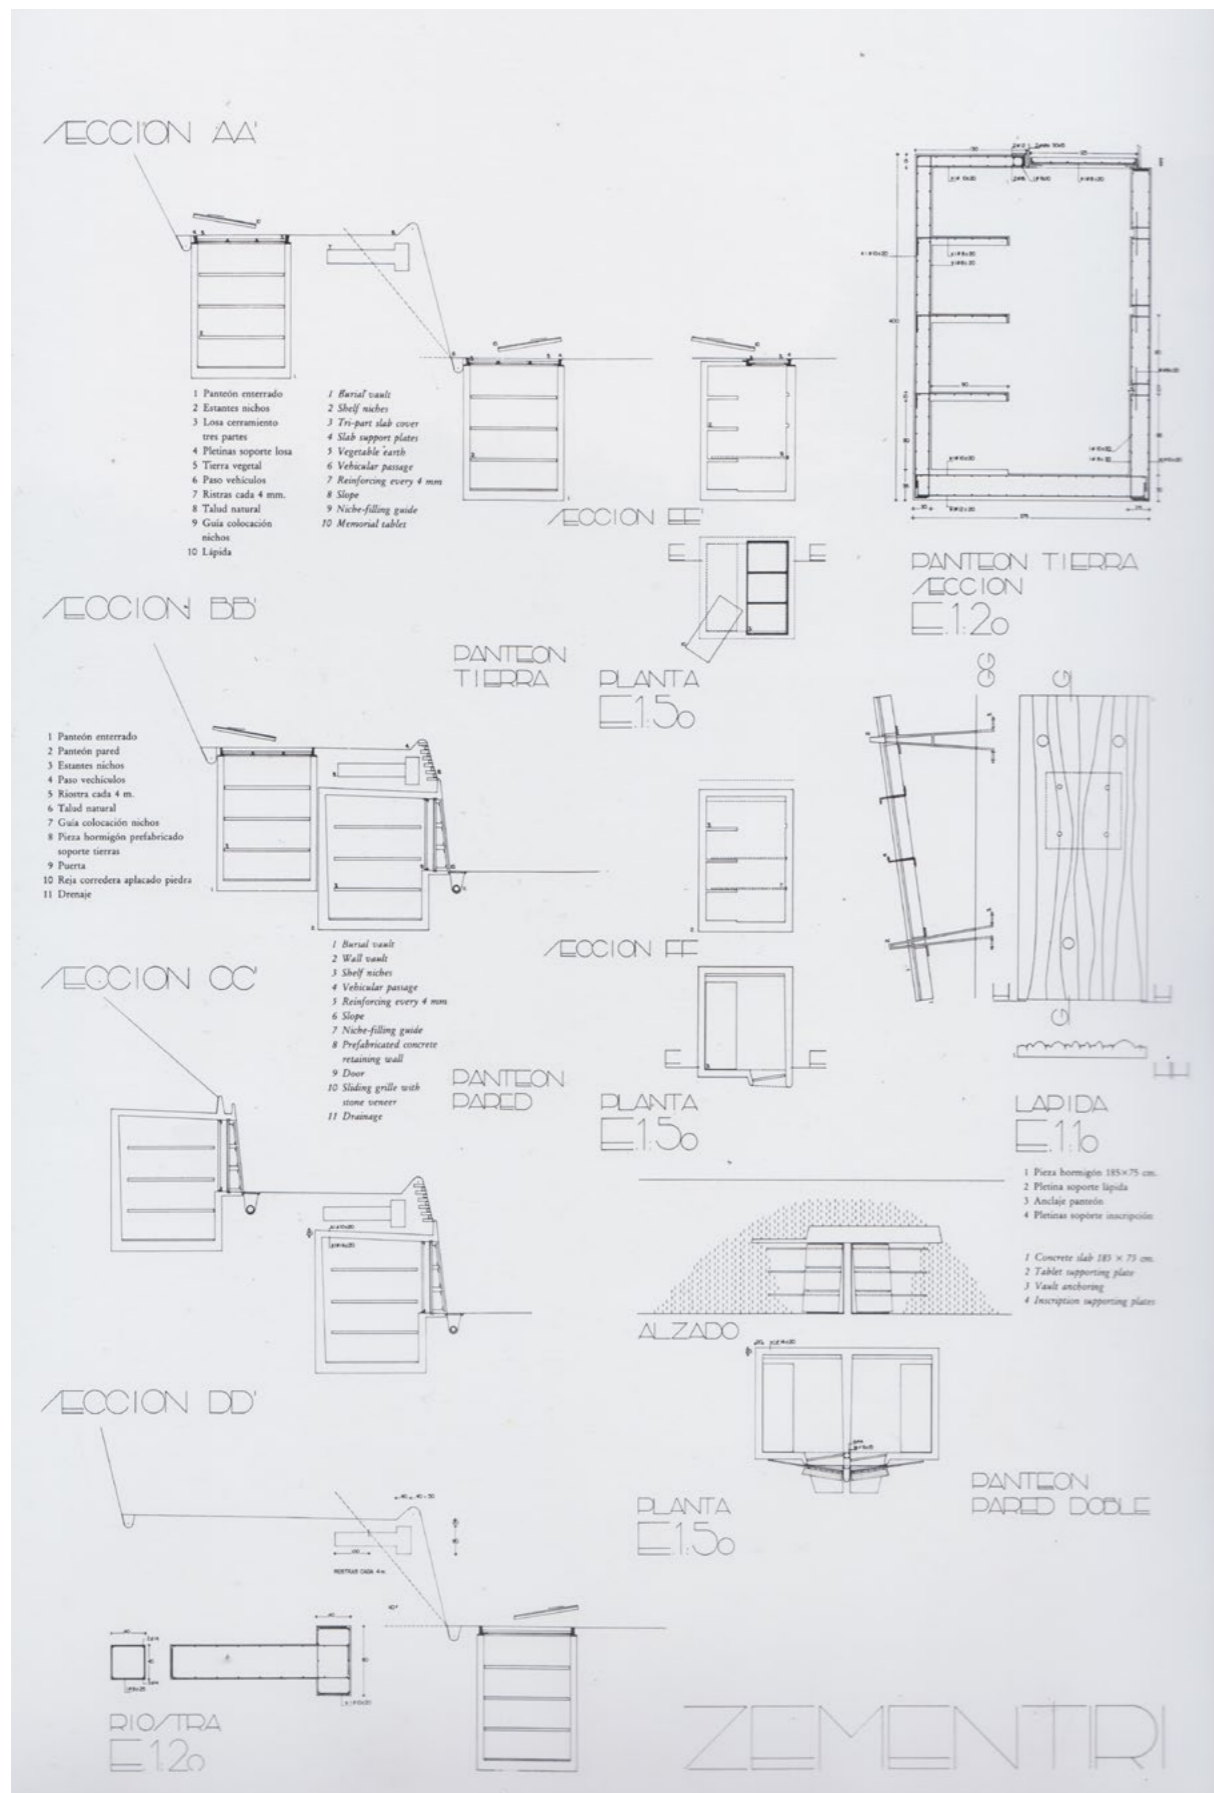 SECCION AA'
1 Panteón enterrado
2 Estantes nichos
3 Losa cerramiento
tres partes
4 Pletinas soporte losa
5 Tierra vegetal
6 Paso vehículos
7 Ristras cada 4 mm.
8 Talud natural
9 Guía colocación
nichos
10 Lápida
1 Burial vault
2 Shelf niches
3 Tri-part slab cover
4 Slab support plates
5 Vegetable earth
6 Vehicular passage
7 Reinforcing every 4 mm
8 Slope
9 Niche-filling guide
10 Memorial tablet
SECCION EE'
E E
PANTEON
TIERRA
PLANTA
E.1:50
400
275
PANTEON TIERRA
SECCION
E.1:20
SECCION BB'
1 Panteón enterrado
2 Panteón pared
3 Estantes nichos
4 Paso vechículos
5 Riostra cada 4 m.
6 Talud natural
7 Guía colocación nichos
8 Pieza hormigón prefabricado
soporte tierras
9 Puerta
10 Reja corredera aplacado piedra
11 Drenaje
1 Burial vault
2 Wall vault
3 Shelf niches
4 Vehicular passage
5 Reinforcing every 4 mm
6 Slope
7 Niche-filling guide
8 Prefabricated concrete
retaining wall
9 Door
10 Sliding grille with
stone veneer
11 Drainage
SECCION FF
PANTEON
PARED
PLANTA
E.1:50
GG
G
G
LAPIDA
E.1:10
1 Pieza hormigón 185×75 cm.
2 Pletina soporte lápida
3 Anclaje panteón
4 Pletinas soporte inscripción
1 Concrete slab 185 × 75 cm.
2 Tablet supporting plate
3 Vault anchoring
4 Inscription supporting plates
SECCION CC'
ALZADO
PLANTA
E.1:50
PANTEON
PARED DOBLE
SECCION DD'
RIOSTRAS CADA 4 m.
RIOSTRA
E.1:20
ZEMENTIRI